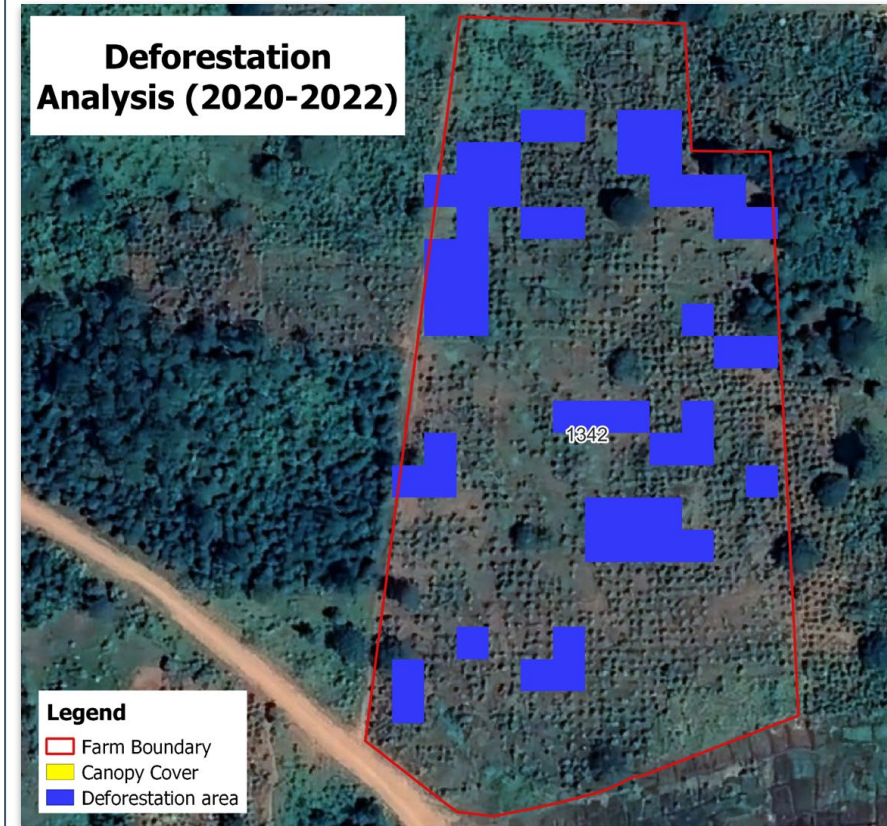 Deforestation
Analysis (2020-2022)
1342
Legend
Farm Boundary
Canopy Cover
Deforestation area